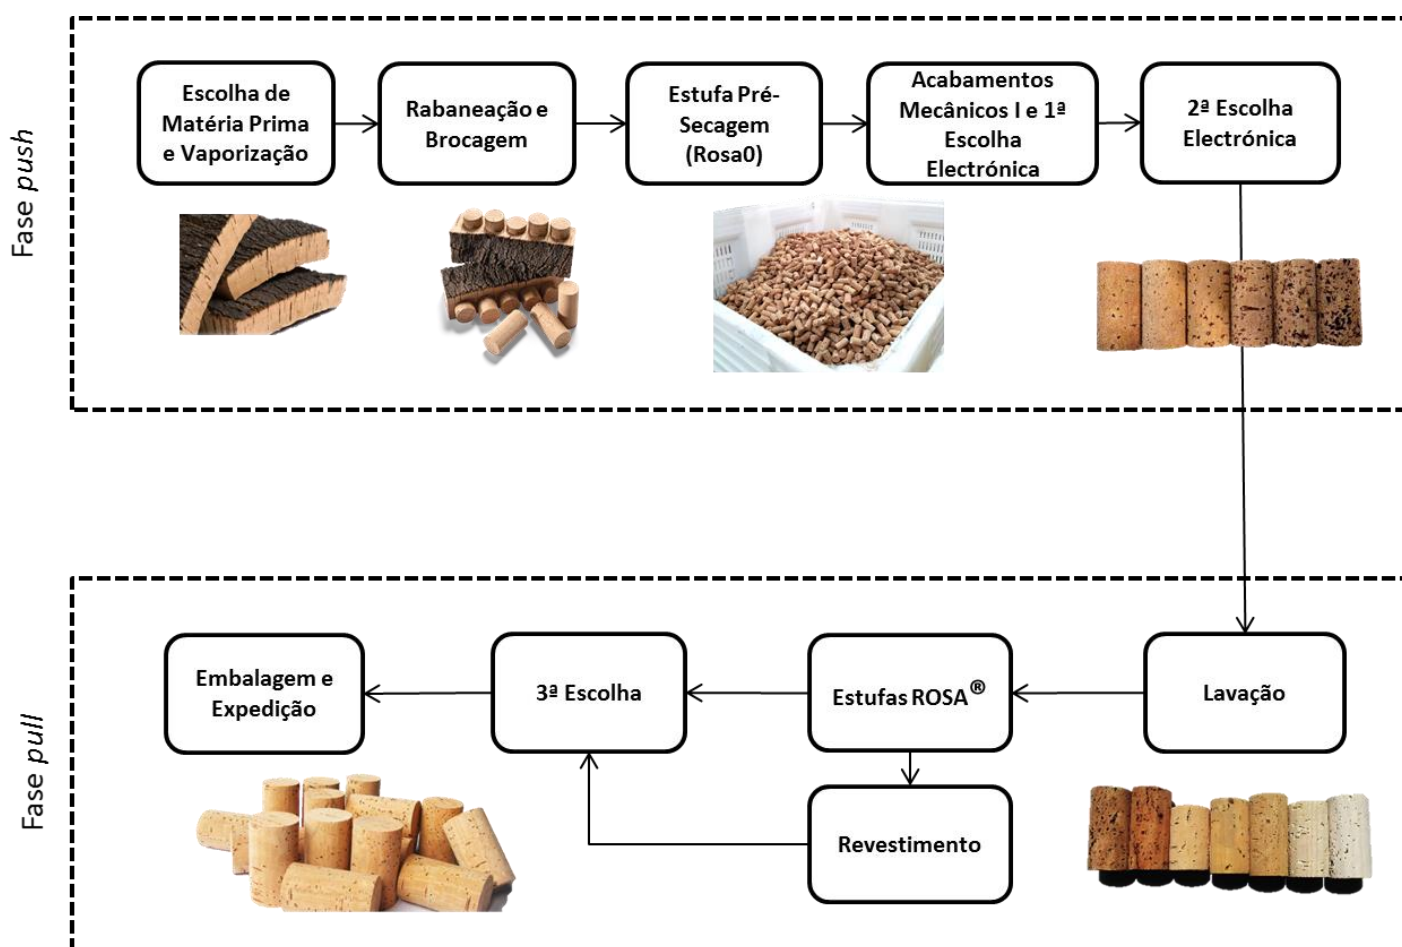 Fase push
Escolha de
Matéria Prima
e Vaporização
Rabaneação e
Brocagem
Estufa Pré-
Secagem
(Rosa0)
Acabamentos
Mecânicos I e 1ª
Escolha
Electrónica
2ª Escolha
Electrónica
Fase pull
Embalagem e
Expedição
3ª Escolha
Estufas ROSA®
Lavação
Revestimento